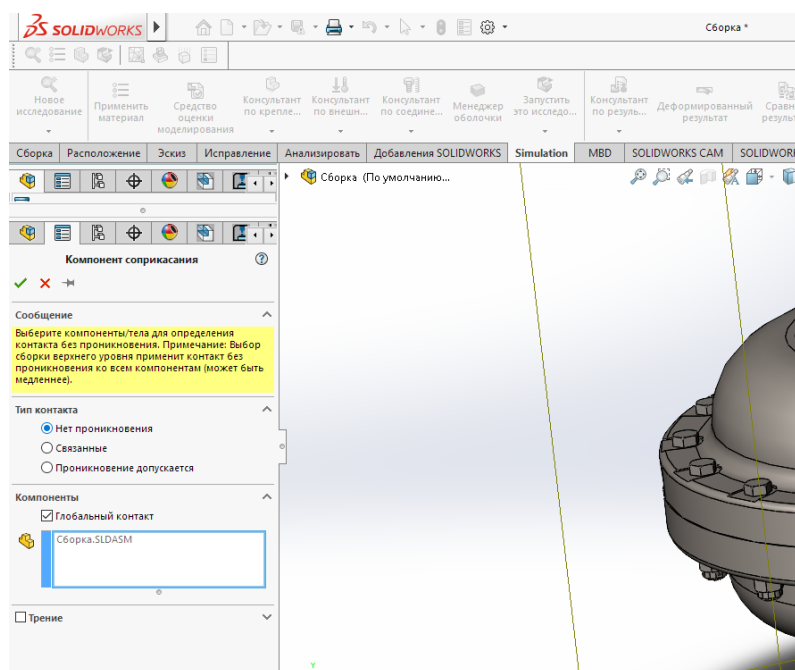 SOLIDWORKS
Сборка *
Новое исследование
Применить материал
Средство оценки моделирования
Консультант по крепле...
Консультант по внешн...
Консультант по соедине...
Менеджер оболочки
Запустить это исследо...
Консультант по резуль...
Деформированный результат
Сборка Расположение Эскиз Исправление Анализировать Добавления SOLIDWORKS Simulation MBD SOLIDWORKS CAM
Сборка (По умолчанию...
Компонент соприкасания
Сообщение
Выберите компоненты/тела для определения
контакта без проникновения. Примечание: Выбор
сборки верхнего уровня применит контакт без
проникновения ко всем компонентам (может быть
медленнее).
Тип контакта
Нет проникновения
Связанные
Проникновение допускается
Компоненты
Глобальный контакт
Сборка.SLDASM
Трение
Y